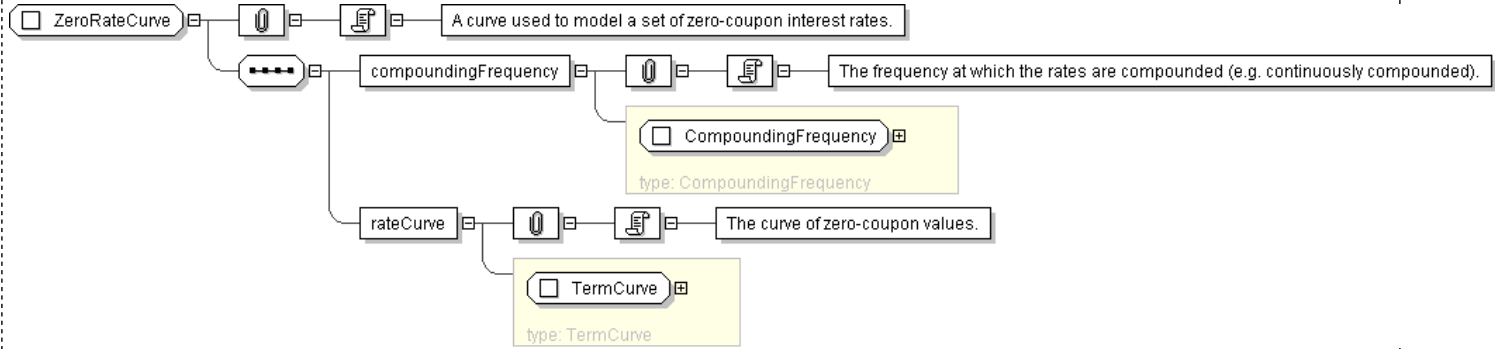 ZeroRateCurve
A curve used to model a set of zero-coupon interest rates.
compoundingFrequency
The frequency at which the rates are compounded (e.g. continuously compounded).
CompoundingFrequency
type: CompoundingFrequency
rateCurve
The curve of zero-coupon values.
TermCurve
type: TermCurve